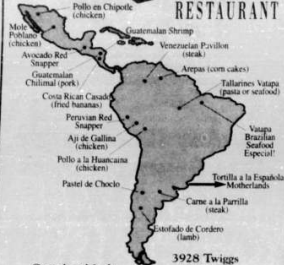 RESTAURANT
Pollo en Chipotle
(chicken)
Mole
Poblano
(chicken)
Guatemalan Shrimp
Avocado Red
Snapper
Venezuelan Pavillon
(steak)
Guatemalan
Chilimal (pork)
Arepas (corn cakes)
Costa Rican Casado
(fried bananas)
Tallarines Vatapa
(pasta or seafood)
Peruvian Red
Snapper
Aji de Gallina
(chicken)
Vatapa
Brazilian
Seafood
Especial!
Pollo a la Huancaina
(chicken)
Pastel de Choclo
Tortilla a la Española
Motherlands
Carne a la Parrilla
(steak)
Estofado de Cordero
(lamb)
3928 Twiggs